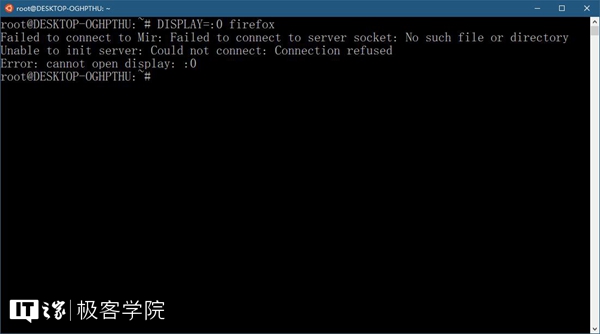 root@DESKTOP-OGHPTHU: ~
root@DESKTOP-OGHPTHU:~# DISPLAY=:0 firefox
Failed to connect to Mir: Failed to connect to server socket: No such file or directory
Unable to init server: Could not connect: Connection refused
Error: cannot open display: :0
root@DESKTOP-OGHPTHU:~#
IT之家 极客学院